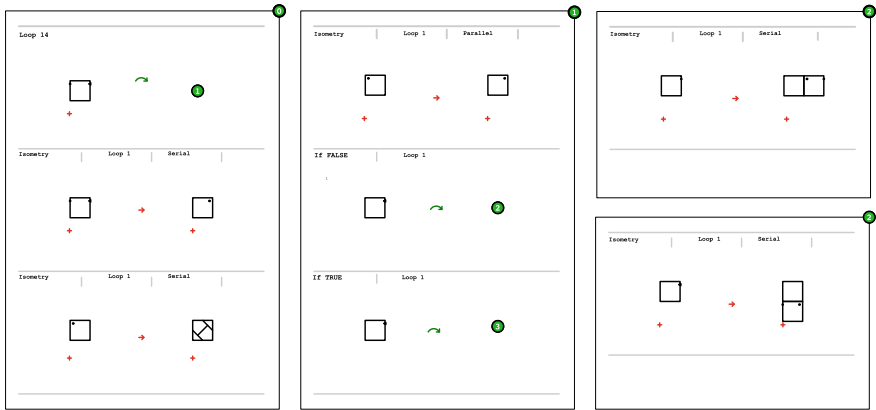 0
Loop 14
1
Isometry Loop 1 Serial
Isometry Loop 1 Serial
1
Isometry Loop 1 Parallel
If FALSE Loop 1
2
If TRUE Loop 1
3
2
Isometry Loop 1 Serial
2
Isometry Loop 1 Serial